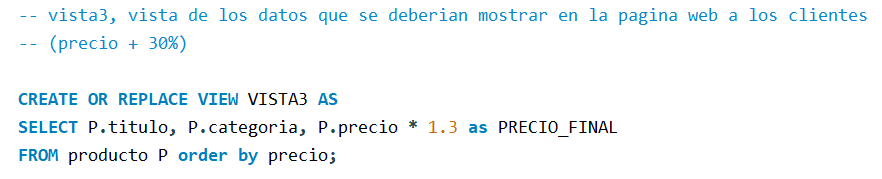 -- vista3, vista de los datos que se deberian mostrar en la pagina web a los clientes
-- (precio + 30%)
CREATE OR REPLACE VIEW VISTA3 AS
SELECT P.titulo, P.categoria, P.precio * 1.3 as PRECIO_FINAL
FROM producto P order by precio;